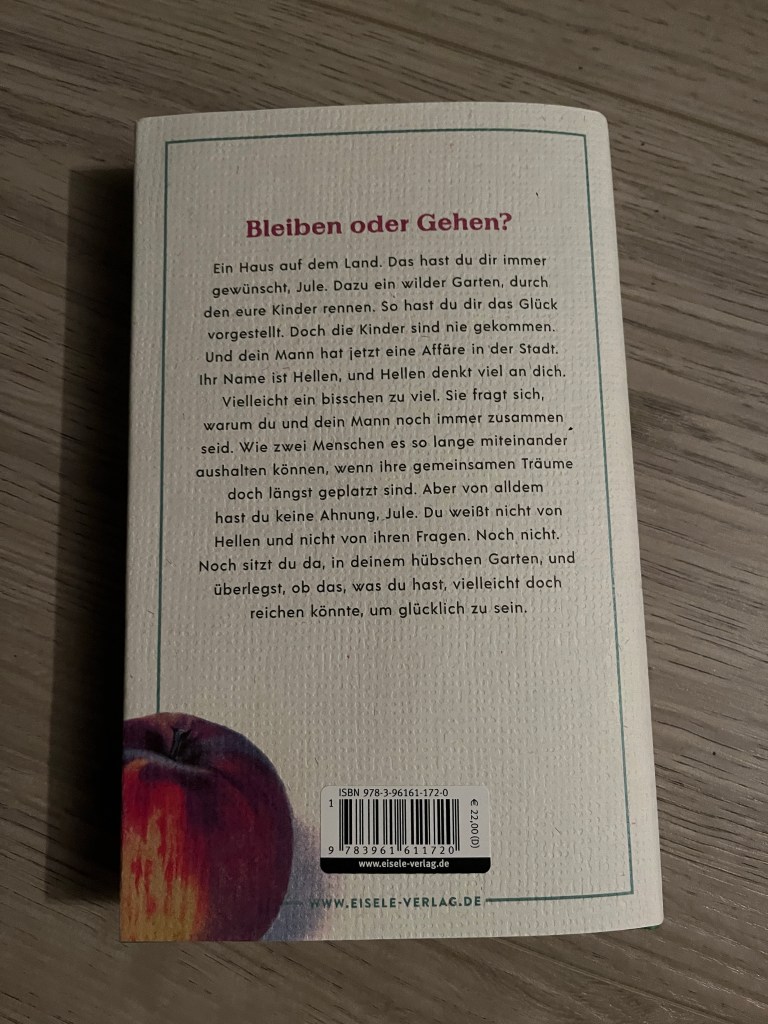 Bleiben oder Gehen?
Ein Haus auf dem Land. Das hast du dir immer
gewünscht, Jule. Dazu ein wilder Garten, durch
den eure Kinder rennen. So hast du dir das Glück
vorgestellt. Doch die Kinder sind nie gekommen.
Und dein Mann hat jetzt eine Affäre in der Stadt.
Ihr Name ist Hellen, und Hellen denkt viel an dich.
Vielleicht ein bisschen zu viel. Sie fragt sich,
warum du und dein Mann noch immer zusammen
seid. Wie zwei Menschen es so lange miteinander
aushalten können, wenn ihre gemeinsamen Träume
doch längst geplatzt sind. Aber von alldem
hast du keine Ahnung, Jule. Du weißt nicht von
Hellen und nicht von ihren Fragen. Noch nicht.
Noch sitzt du da, in deinem hübschen Garten, und
überlegst, ob das, was du hast, vielleicht doch
reichen könnte, um glücklich zu sein.
ISBN 978-3-96161-172-0
1
€ 22,00 (D)
9 783961 611720
www.eisele-verlag.de
WWW.EISELE-VERLAG.DE